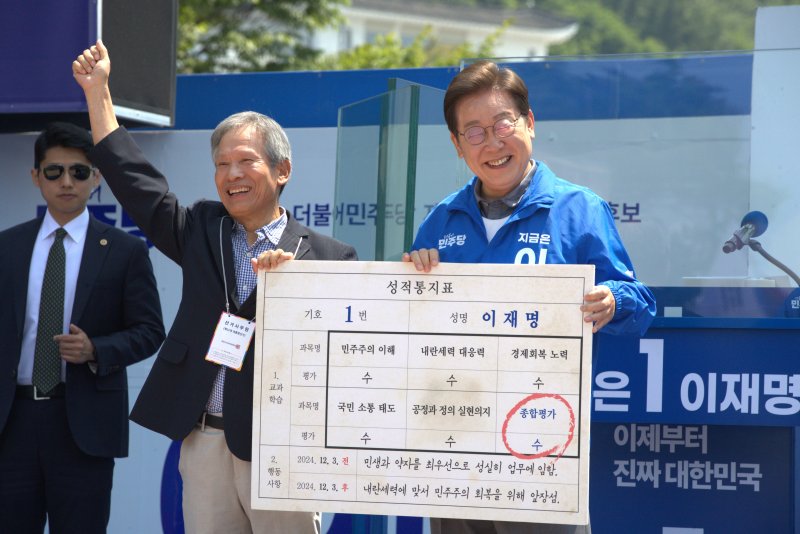 더불어민주당
후보
민주당
지금은
성적통지표
기호 1번 성명 이재명
1. 교과학습
과목명 민주주의 이해 내란세력 대응력 경제회복 노력
평가 수 수 수
과목명 국민 소통 태도 공정과 정의 실현의지 종합평가
평가 수 수 수
2. 행동사항
2024. 12. 3. 전 민생과 약자를 최우선으로 성실히 업무에 임함.
2024. 12. 3. 후 내란세력에 맞서 민주주의 회복을 위해 앞장섬.
은 1 이재명
이제부터
진짜 대한민국